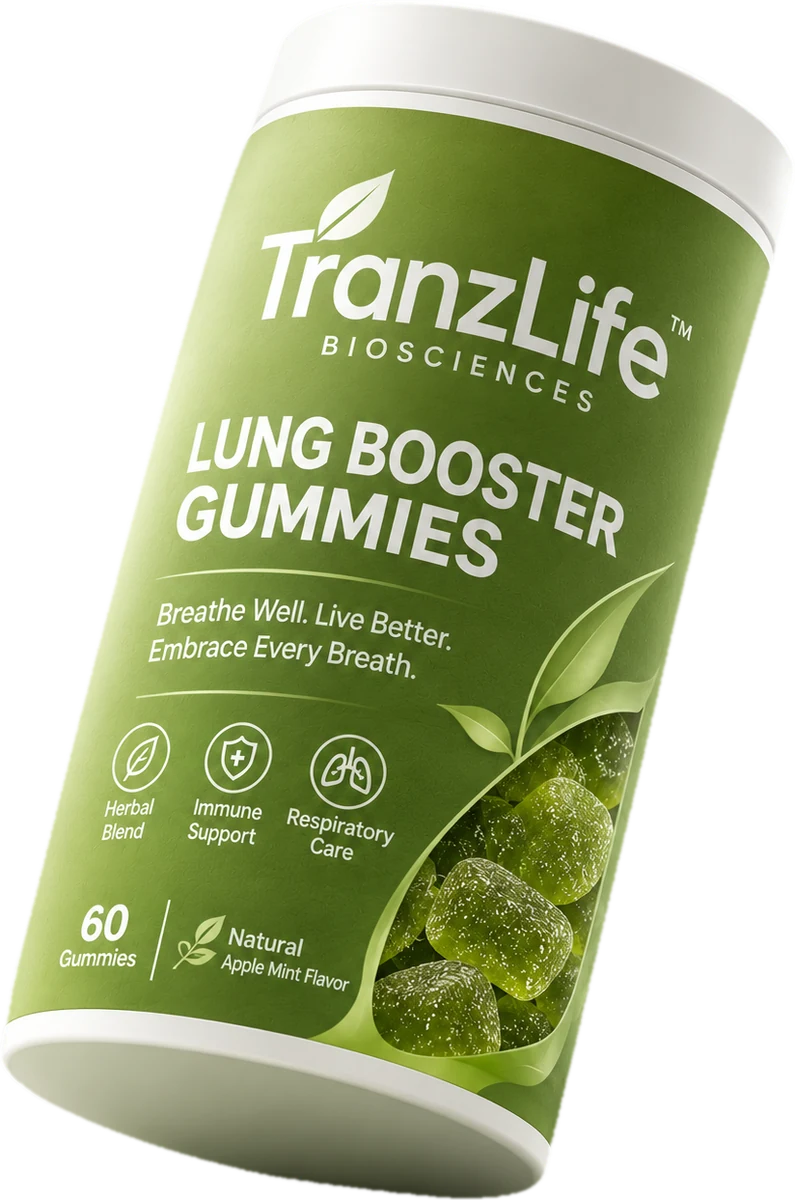 TranzLife™
BIOSCIENCES
LUNG BOOSTER
GUMMIES
Breathe Well. Live Better.
Embrace Every Breath.
Herbal
Blend
Immune
Support
Respiratory
Care
60
Gummies
Natural
Apple Mint Flavor